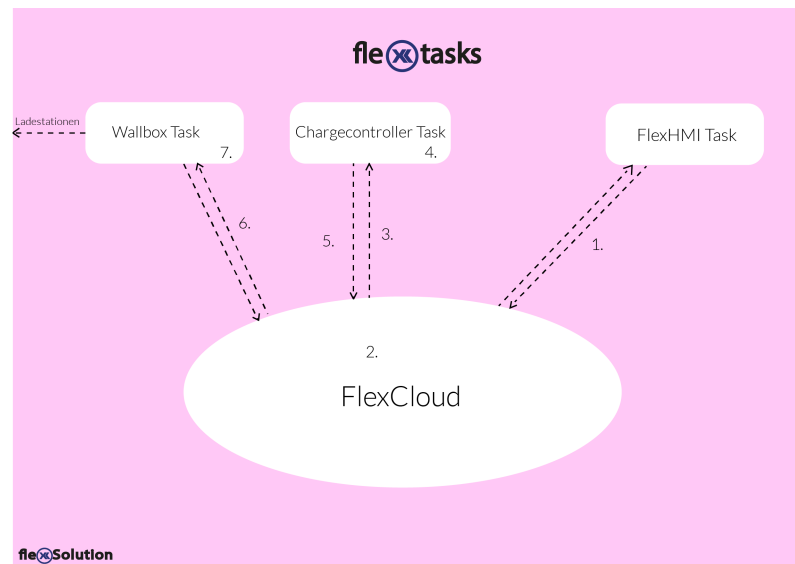 flextasks
Ladestationen
Wallbox Task
7.
Chargecontroller Task
4.
FlexHMI Task
6.
5.
3.
1.
2.
FlexCloud
flexSolution